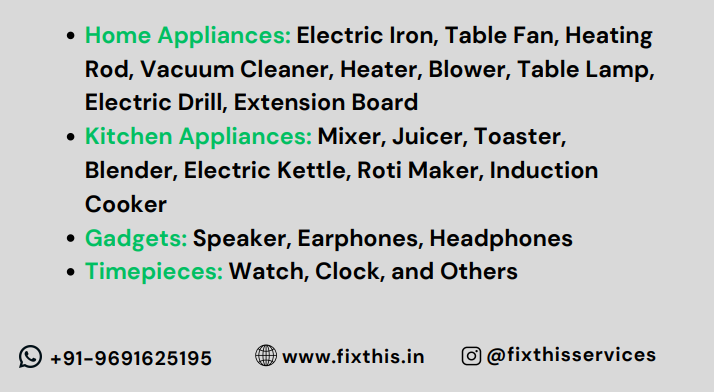 • Home Appliances: Electric Iron, Table Fan, Heating
Rod, Vacuum Cleaner, Heater, Blower, Table Lamp,
Electric Drill, Extension Board
• Kitchen Appliances: Mixer, Juicer, Toaster,
Blender, Electric Kettle, Roti Maker, Induction
Cooker
• Gadgets: Speaker, Earphones, Headphones
• Timepieces: Watch, Clock, and Others
+91-9691625195 www.fixthis.in @fixthisservices